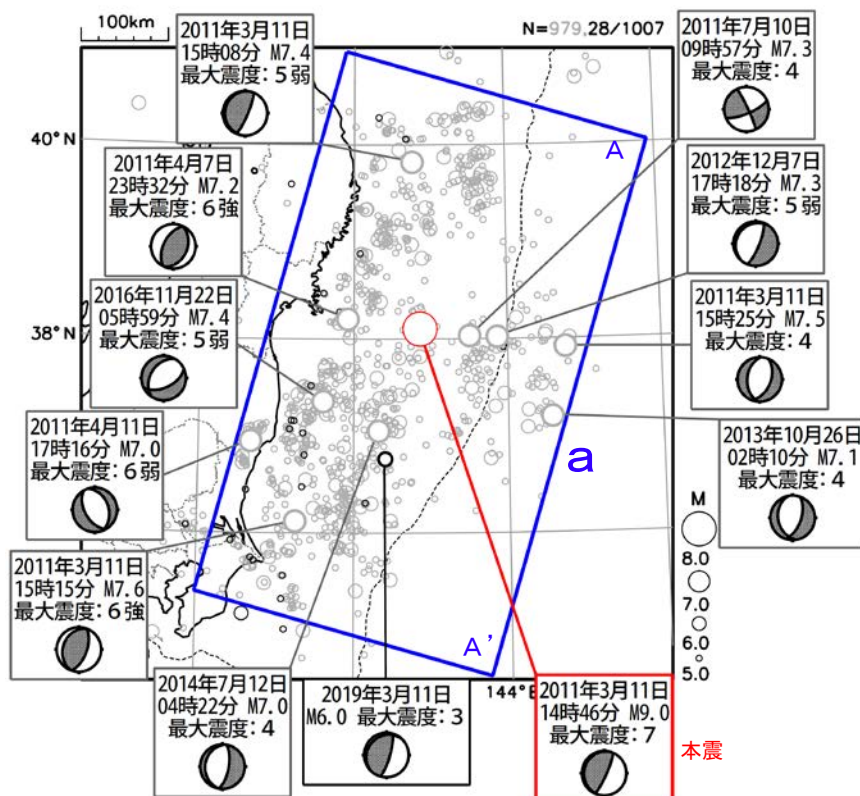 100km
N=979,28/1007
2011年3月11日
15時08分 M7.4
最大震度:5弱
2011年7月10日
09時57分 M7.3
最大震度:4
40°N
A
2011年4月7日
23時32分 M7.2
最大震度:6強
2012年12月7日
17時18分 M7.3
最大震度:5弱
2016年11月22日
05時59分 M7.4
最大震度:5弱
38°N
2011年3月11日
15時25分 M7.5
最大震度:4
2011年4月11日
17時16分 M7.0
最大震度:6弱
a
2013年10月26日
02時10分 M7.1
最大震度:4
M
8.0
7.0
6.0
5.0
2011年3月11日
15時15分 M7.6
最大震度:6強
A'
144°E
2014年7月12日
04時22分 M7.0
最大震度:4
2019年3月11日
M6.0 最大震度:3
2011年3月11日
14時46分 M9.0
最大震度:7
本震